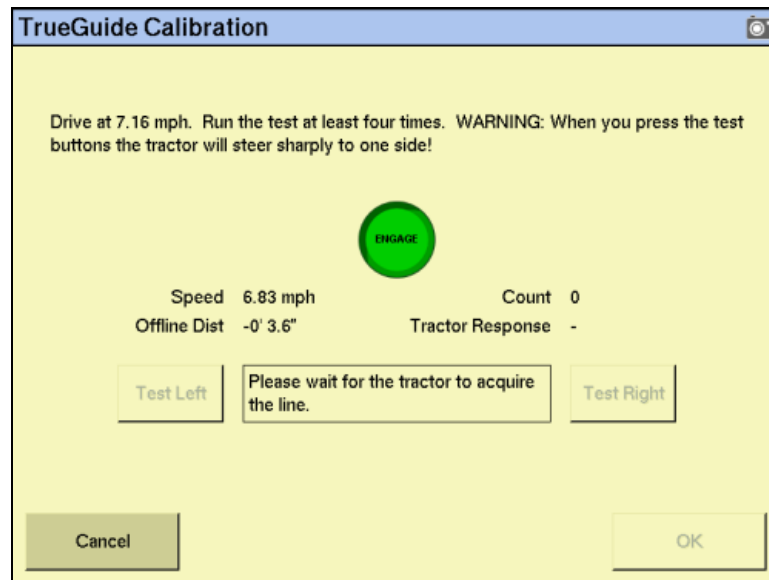 TrueGuide Calibration
Drive at 7.16 mph. Run the test at least four times. WARNING: When you press the test
buttons the tractor will steer sharply to one side!
ENGAGE
Speed 6.83 mph Count 0
Offline Dist -0' 3.6" Tractor Response -
Test Left Please wait for the tractor to acquire
the line. Test Right
Cancel OK